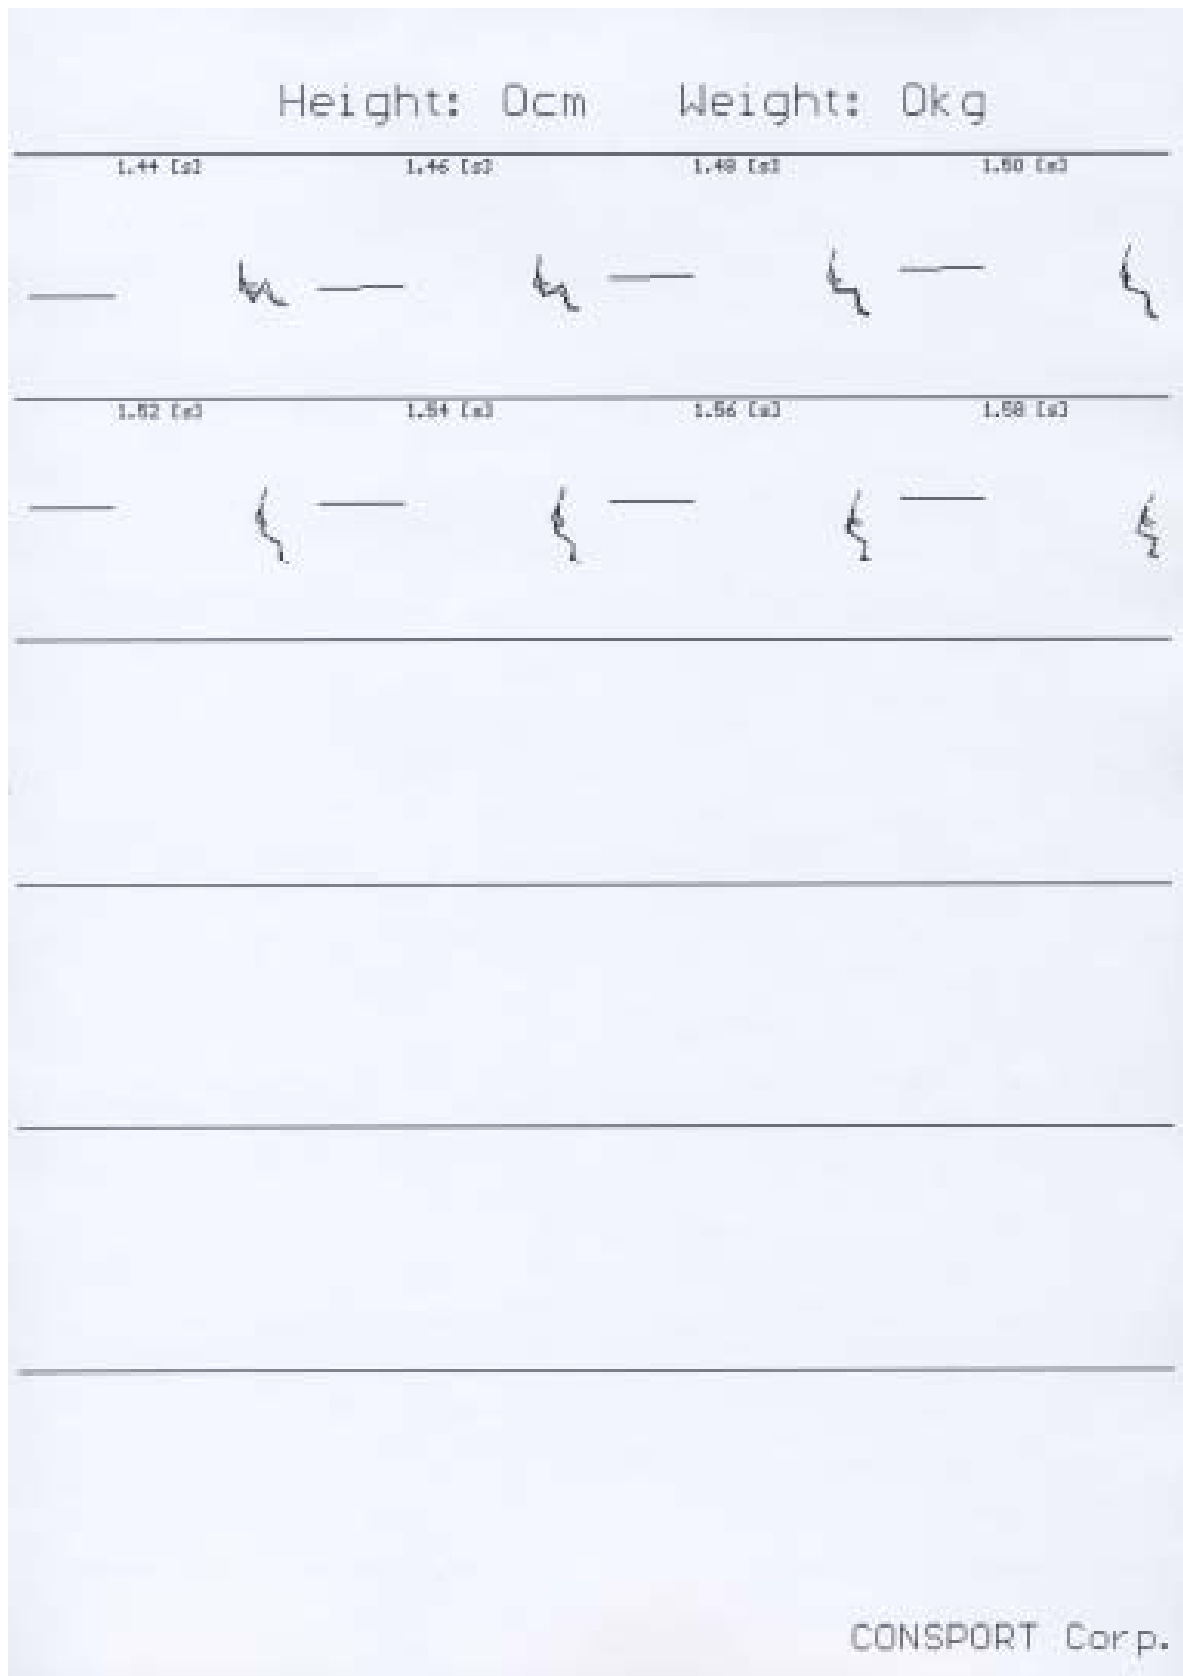 Height: 0cm Weight: 0kg
1.44 [s] 1.46 [s] 1.48 [s] 1.50 [s]
1.52 [s] 1.54 [s] 1.56 [s] 1.58 [s]
CONSPORT Corp.